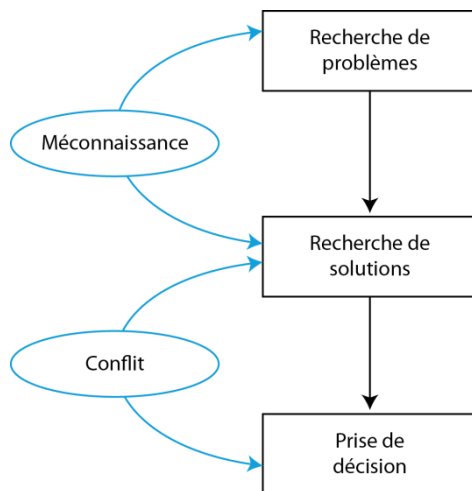 Recherche de
problèmes
Méconnaissance
Recherche de
solutions
Conflit
Prise de
décision